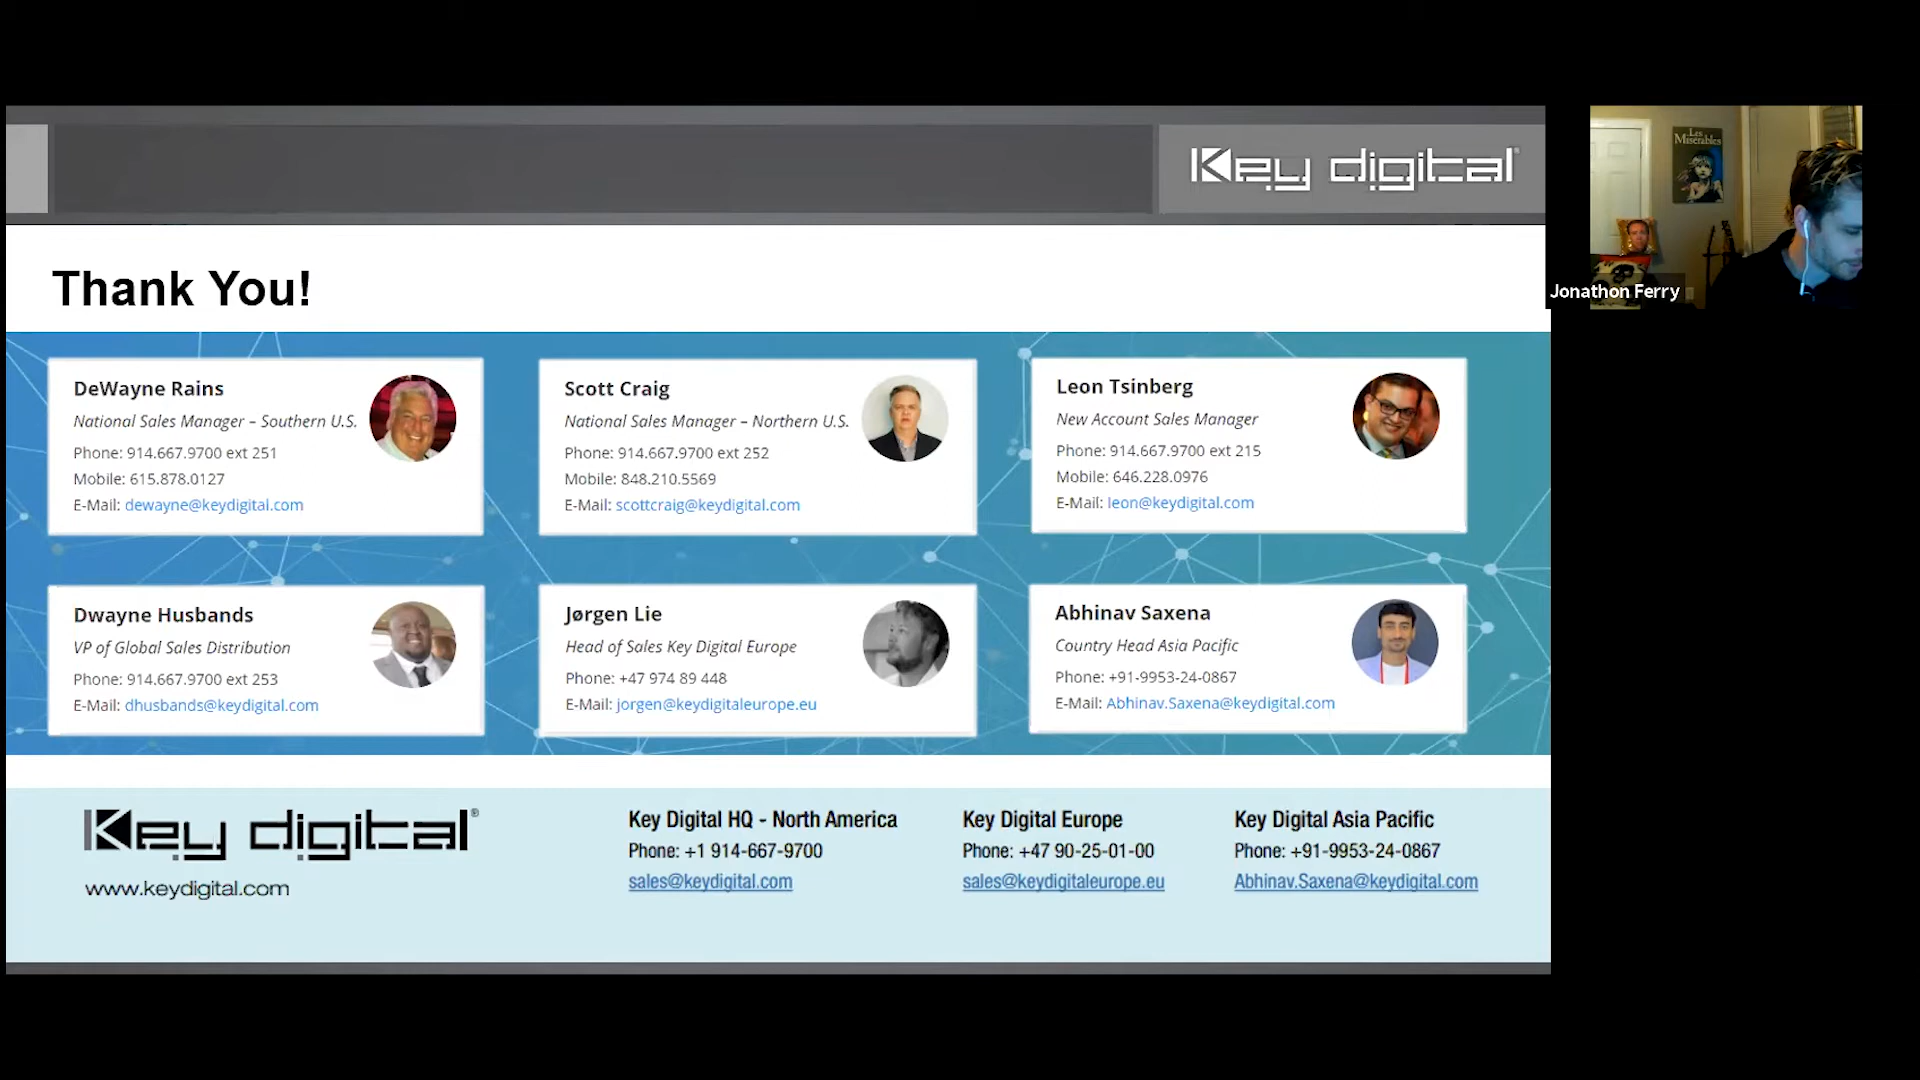 Key digital
Les
Misérables
Jonathon Ferry
Thank You!
DeWayne Rains
National Sales Manager – Southern U.S.
Phone: 914.667.9700 ext 251
Mobile: 615.878.0127
E-Mail: dewayne@keydigital.com
Scott Craig
National Sales Manager – Northern U.S.
Phone: 914.667.9700 ext 252
Mobile: 848.210.5569
E-Mail: scottcraig@keydigital.com
Leon Tsinberg
New Account Sales Manager
Phone: 914.667.9700 ext 215
Mobile: 646.228.0976
E-Mail: leon@keydigital.com
Dwayne Husbands
VP of Global Sales Distribution
Phone: 914.667.9700 ext 253
E-Mail: dhusbands@keydigital.com
Jørgen Lie
Head of Sales Key Digital Europe
Phone: +47 974 89 448
E-Mail: jorgen@keydigitaleurope.eu
Abhinav Saxena
Country Head Asia Pacific
Phone: +91-9953-24-0867
E-Mail: Abhinav.Saxena@keydigital.com
Key digital®
www.keydigital.com
Key Digital HQ - North America
Phone: +1 914-667-9700
sales@keydigital.com
Key Digital Europe
Phone: +47 90-25-01-00
sales@keydigitaleurope.eu
Key Digital Asia Pacific
Phone: +91-9953-24-0867
Abhinav.Saxena@keydigital.com